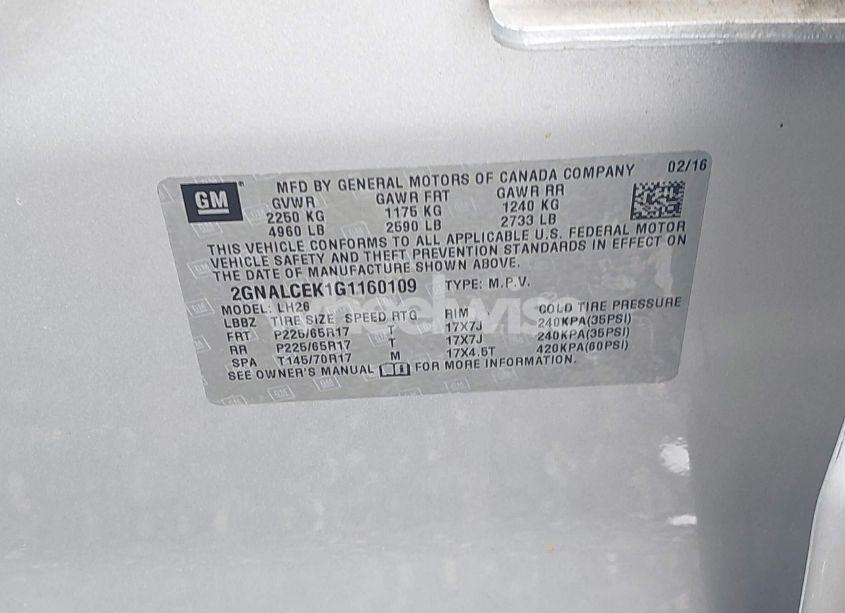 GM
MFD BY GENERAL MOTORS OF CANADA COMPANY 02/16
GVWR GAWR FRT GAWR RR
2250 KG 1175 KG 1240 KG
4960 LB 2590 LB 2733 LB
THIS VEHICLE CONFORMS TO ALL APPLICABLE U.S. FEDERAL MOTOR
VEHICLE SAFETY AND THEFT PREVENTION STANDARDS IN EFFECT ON
THE DATE OF MANUFACTURE SHOWN ABOVE.
2GNALCEK1G1160109 TYPE: M.P.V.
MODEL: LH26
LBBZ TIRE SIZE SPEED RTG RIM COLD TIRE PRESSURE
FRT P225/65R17 T 17X7J 240KPA(35PSI)
RR P225/65R17 T 17X7J 240KPA(35PSI)
SPA T145/70R17 M 17X4.5T 420KPA(60PSI)
SEE OWNER'S MANUAL FOR MORE INFORMATION.
wheelwise